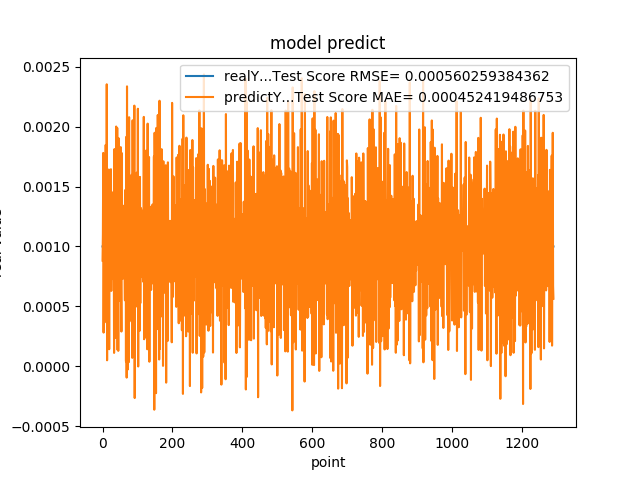 model predict
realY...Test Score RMSE= 0.000560259384362
predictY...Test Score MAE= 0.000452419486753
0.0025
0.0020
0.0015
0.0010
0.0005
0.0000
−0.0005
0 200 400 600 800 1000 1200
point